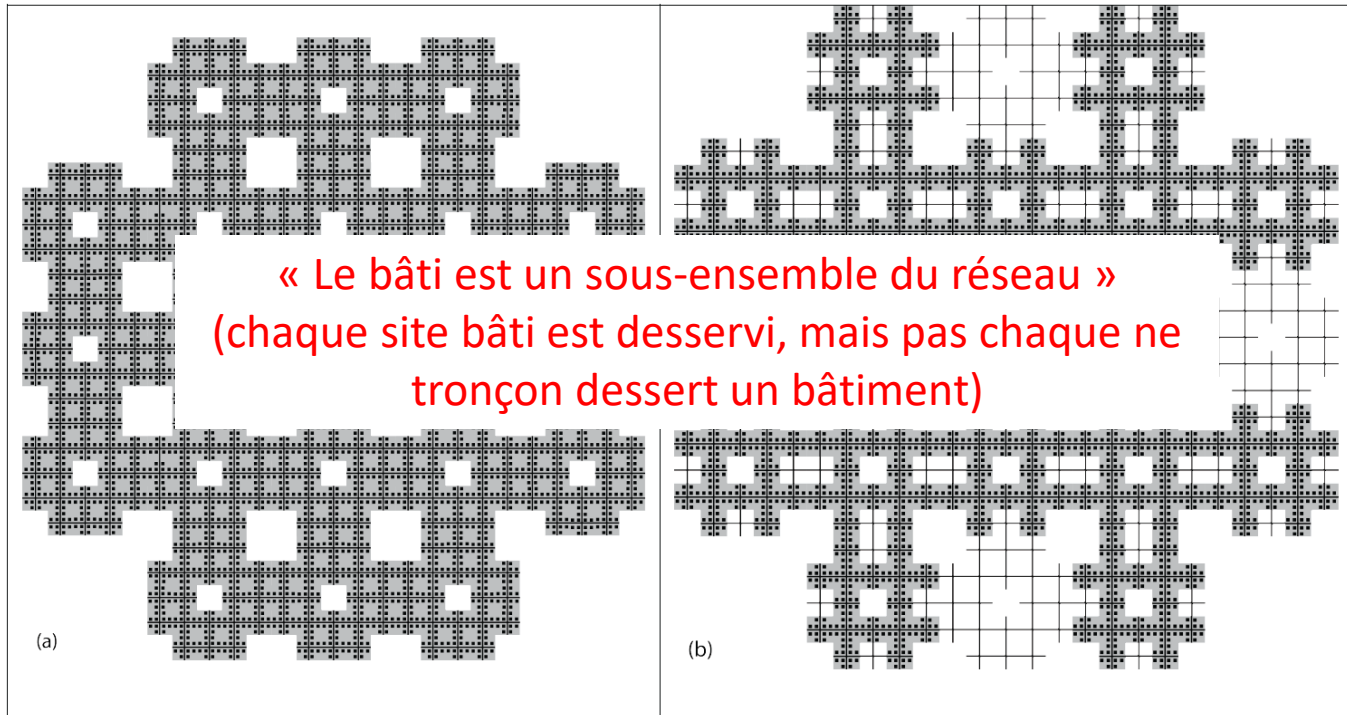 « Le bâti est un sous-ensemble du réseau »
(chaque site bâti est desservi, mais pas chaque ne
tronçon dessert un bâtiment)
(a)
(b)